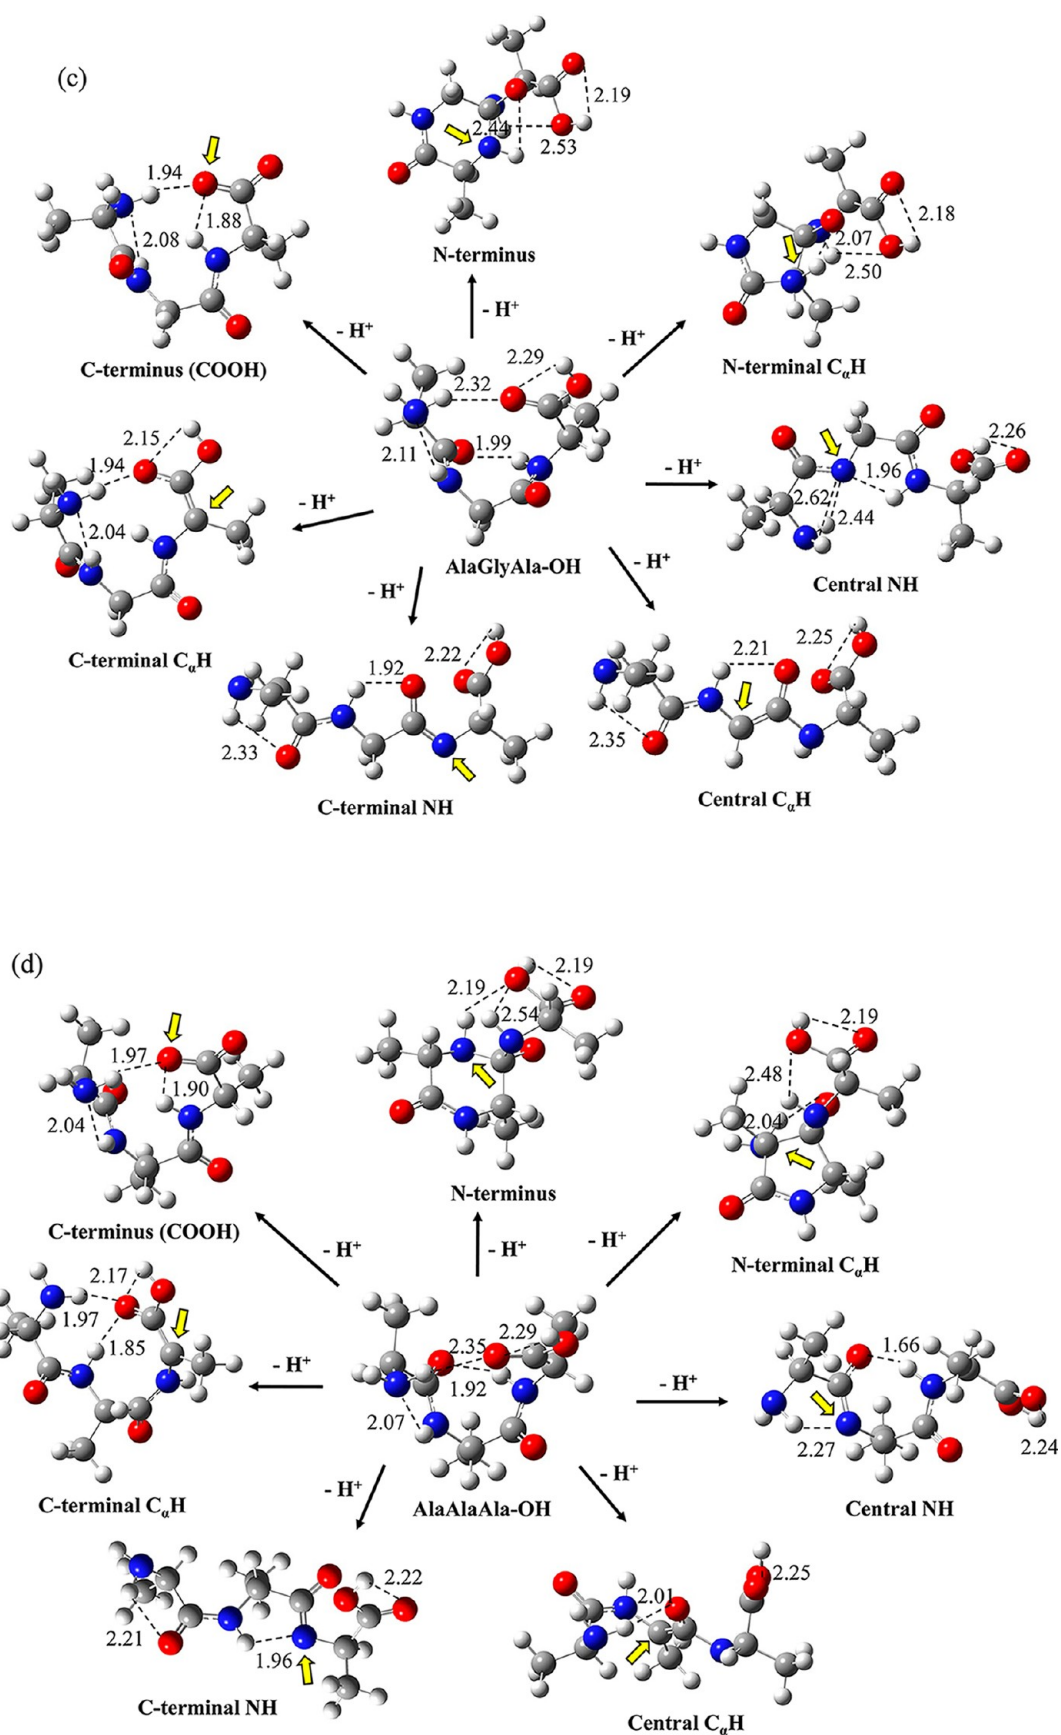 (c)
2.19
2.44
2.53
N-terminus
1.94
1.88
2.08
C-terminus (COOH)
2.18
2.07
2.50
N-terminal CαH
- H⁺
- H⁺
- H⁺
2.29
2.32
1.99
2.11
AlaGlyAla-OH
2.15
1.94
2.04
C-terminal CαH
- H⁺
- H⁺
2.26
1.96
2.62
2.44
Central NH
- H⁺
- H⁺
2.22
1.92
2.33
C-terminal NH
2.25
2.21
2.35
Central CαH
(d)
2.19
2.19
2.54
N-terminus
1.97
1.90
2.04
C-terminus (COOH)
2.19
2.48
2.04
N-terminal CαH
- H⁺
- H⁺
- H⁺
2.17
1.97
1.85
C-terminal CαH
- H⁺
2.29
2.35
1.92
2.07
AlaAlaAla-OH
- H⁺
1.66
2.27
2.24
Central NH
- H⁺
- H⁺
2.22
2.21
1.96
C-terminal NH
2.25
2.01
Central CαH